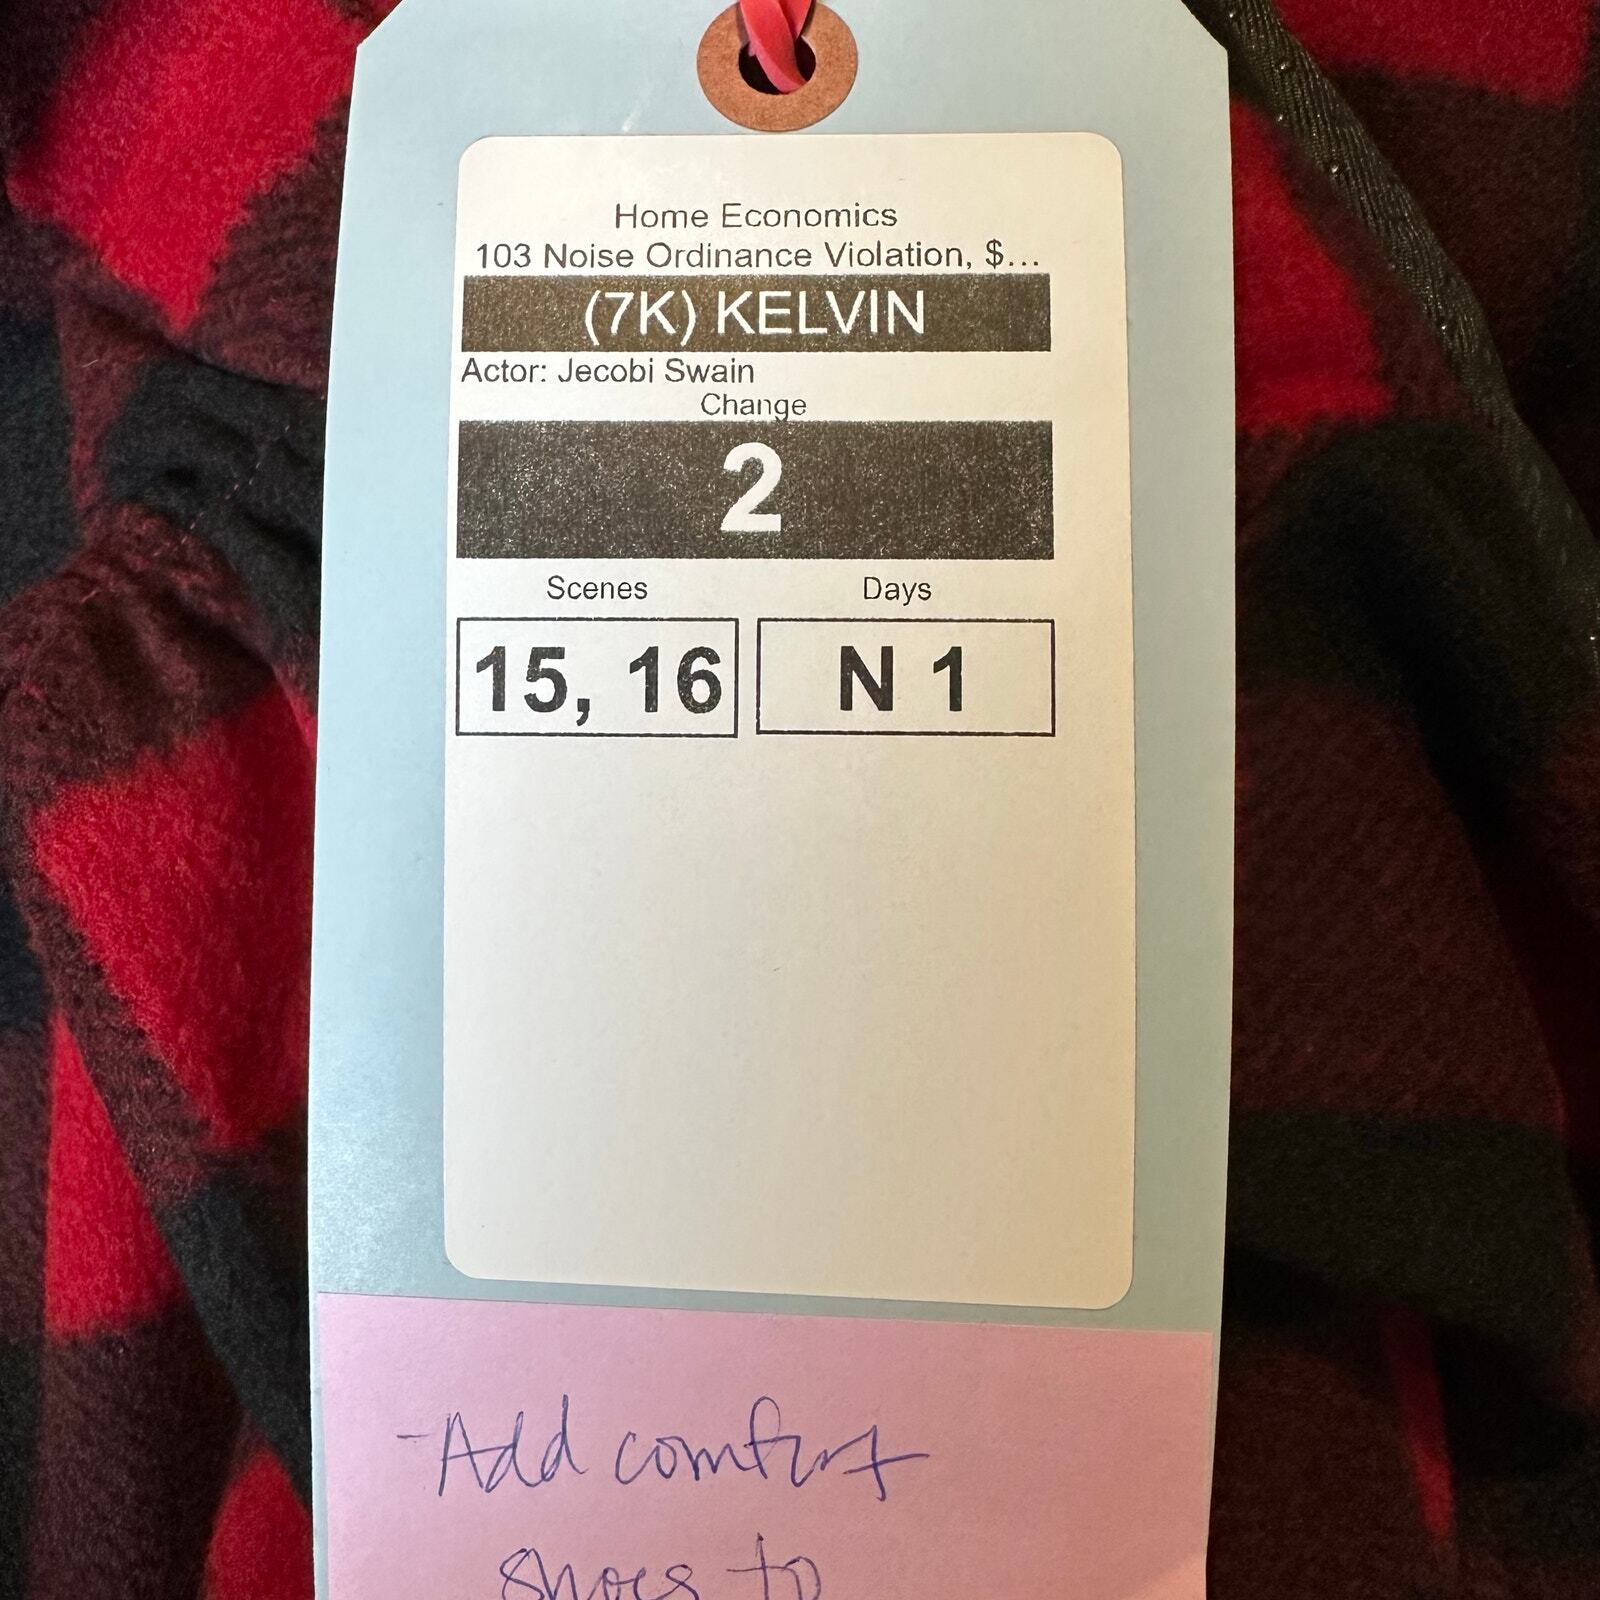 Home Economics
103 Noise Ordinance Violation, $...
(7K) KELVIN
Actor: Jecobi Swain
Change
2
Scenes Days
15, 16 N 1
-Add comfort
shoes to